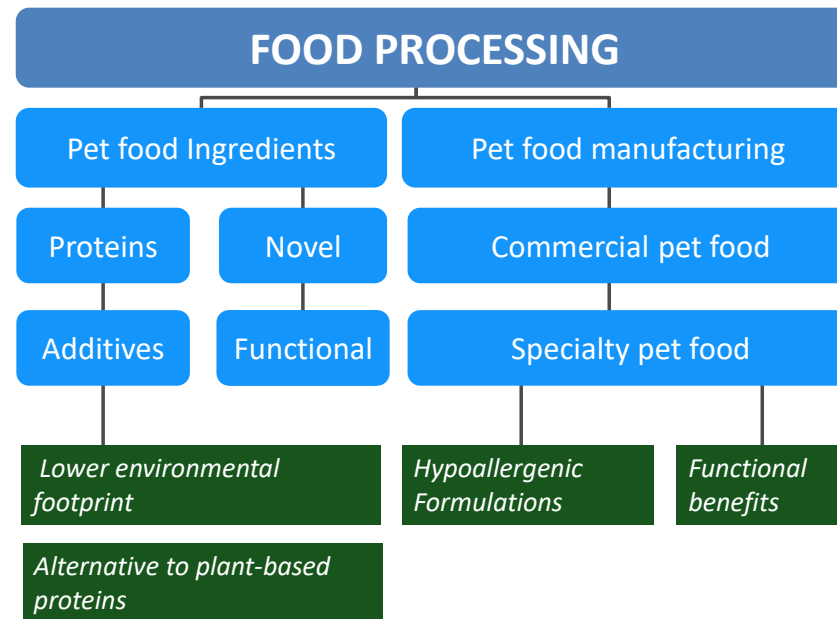 FOOD PROCESSING
Pet food Ingredients
Pet food manufacturing
Proteins
Novel
Commercial pet food
Additives
Functional
Specialty pet food
Lower environmental
footprint
Hypoallergenic
Formulations
Functional
benefits
Alternative to plant-based
proteins